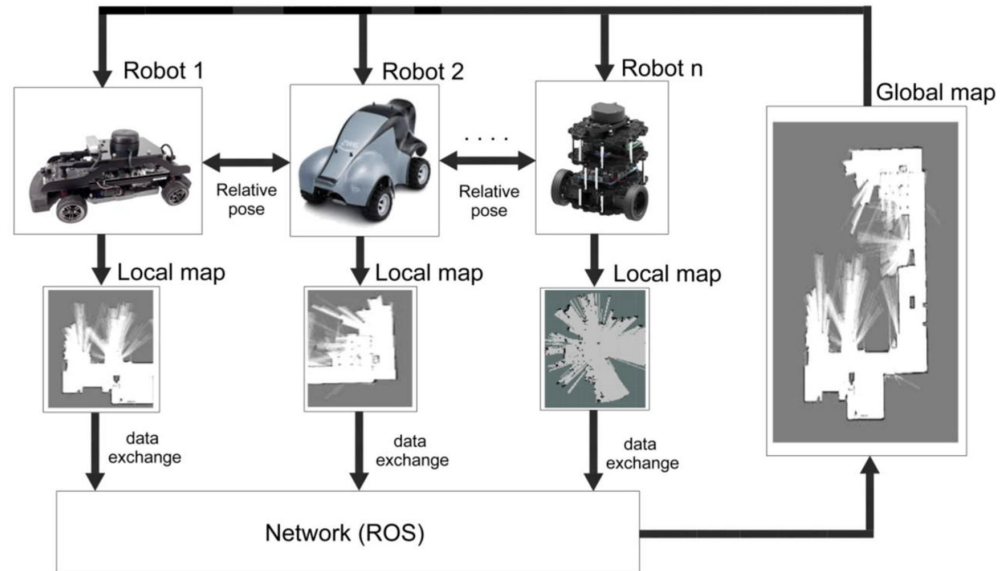 Robot 1
Robot 2
Robot n
Global map
. . . .
Relative
pose
Relative
pose
Local map
Local map
Local map
data
exchange
data
exchange
data
exchange
Network (ROS)